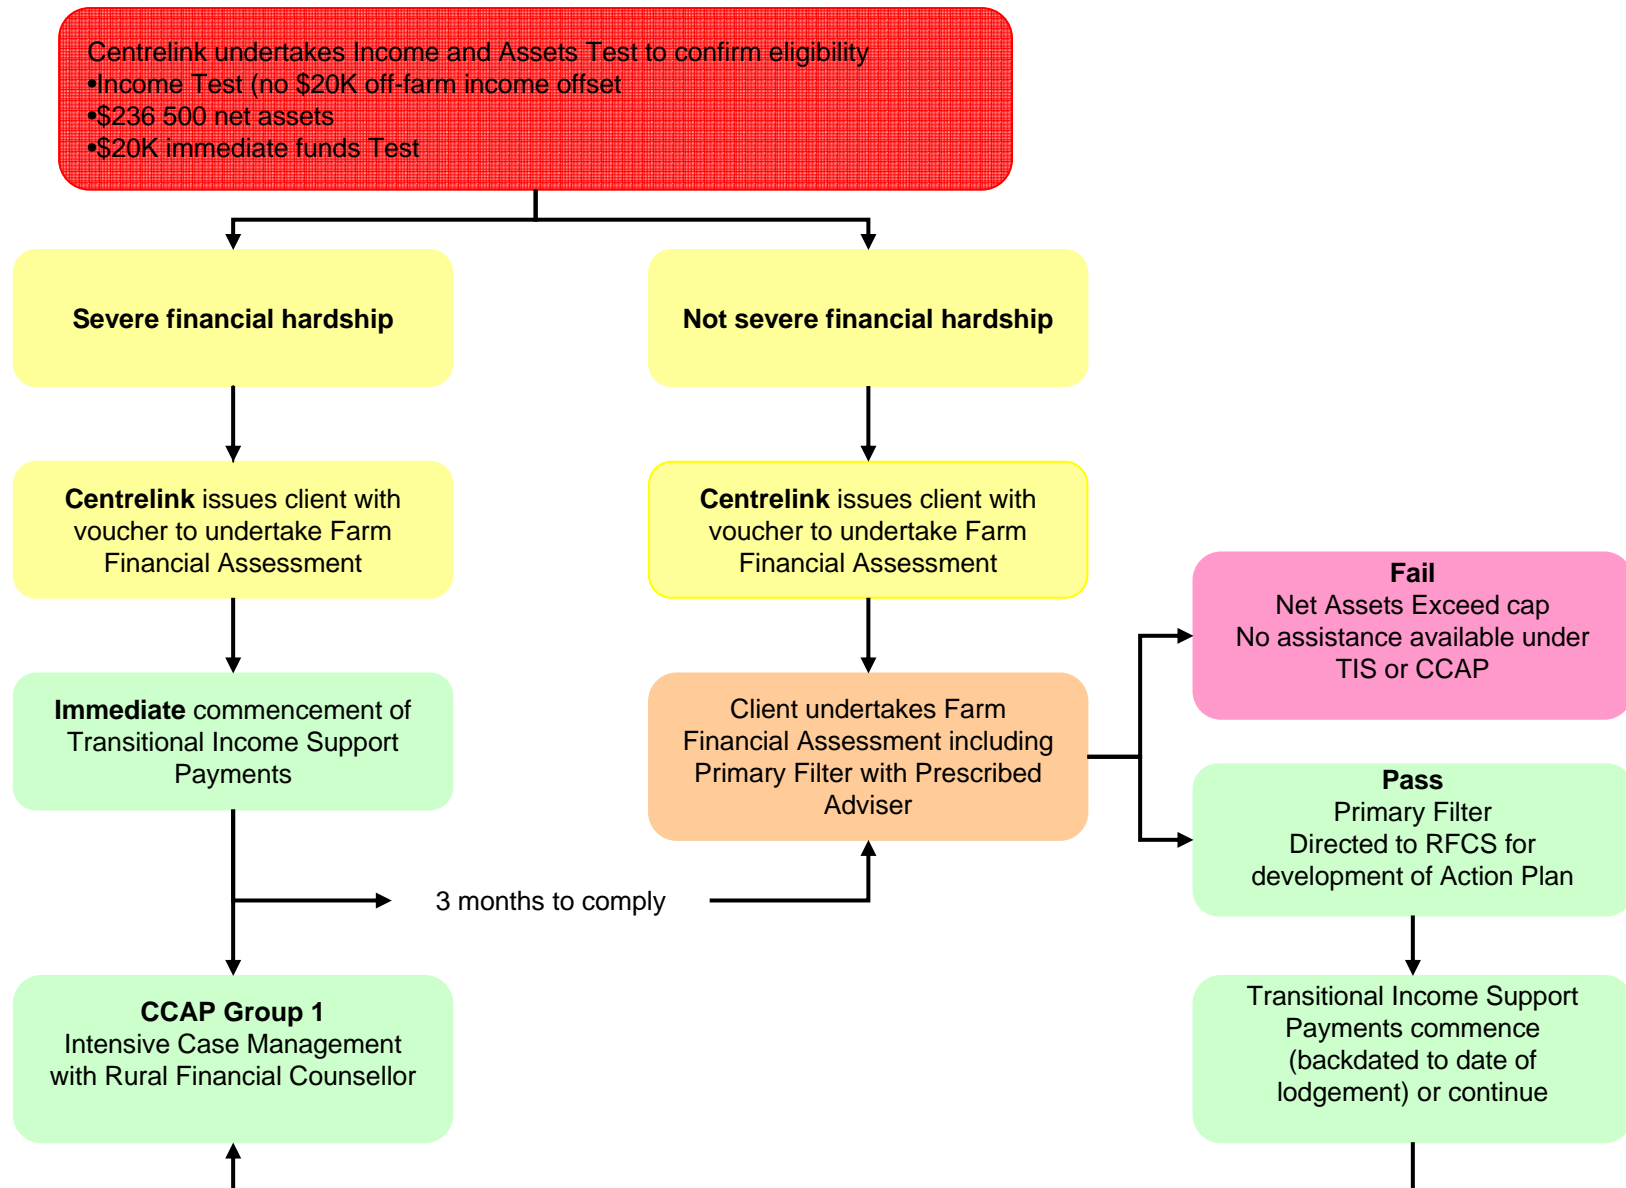 Centrelink undertakes Income and Assets Test to confirm eligibility
•Income Test (no $20K off-farm income offset
•$236 500 net assets
•$20K immediate funds Test
Severe financial hardship
Not severe financial hardship
Centrelink issues client with
voucher to undertake Farm
Financial Assessment
Centrelink issues client with
voucher to undertake Farm
Financial Assessment
Fail
Net Assets Exceed cap
No assistance available under
TIS or CCAP
Immediate commencement of
Transitional Income Support
Payments
Client undertakes Farm
Financial Assessment including
Primary Filter with Prescribed
Adviser
Pass
Primary Filter
Directed to RFCS for
development of Action Plan
3 months to comply
CCAP Group 1
Intensive Case Management
with Rural Financial Counsellor
Transitional Income Support
Payments commence
(backdated to date of
lodgement) or continue